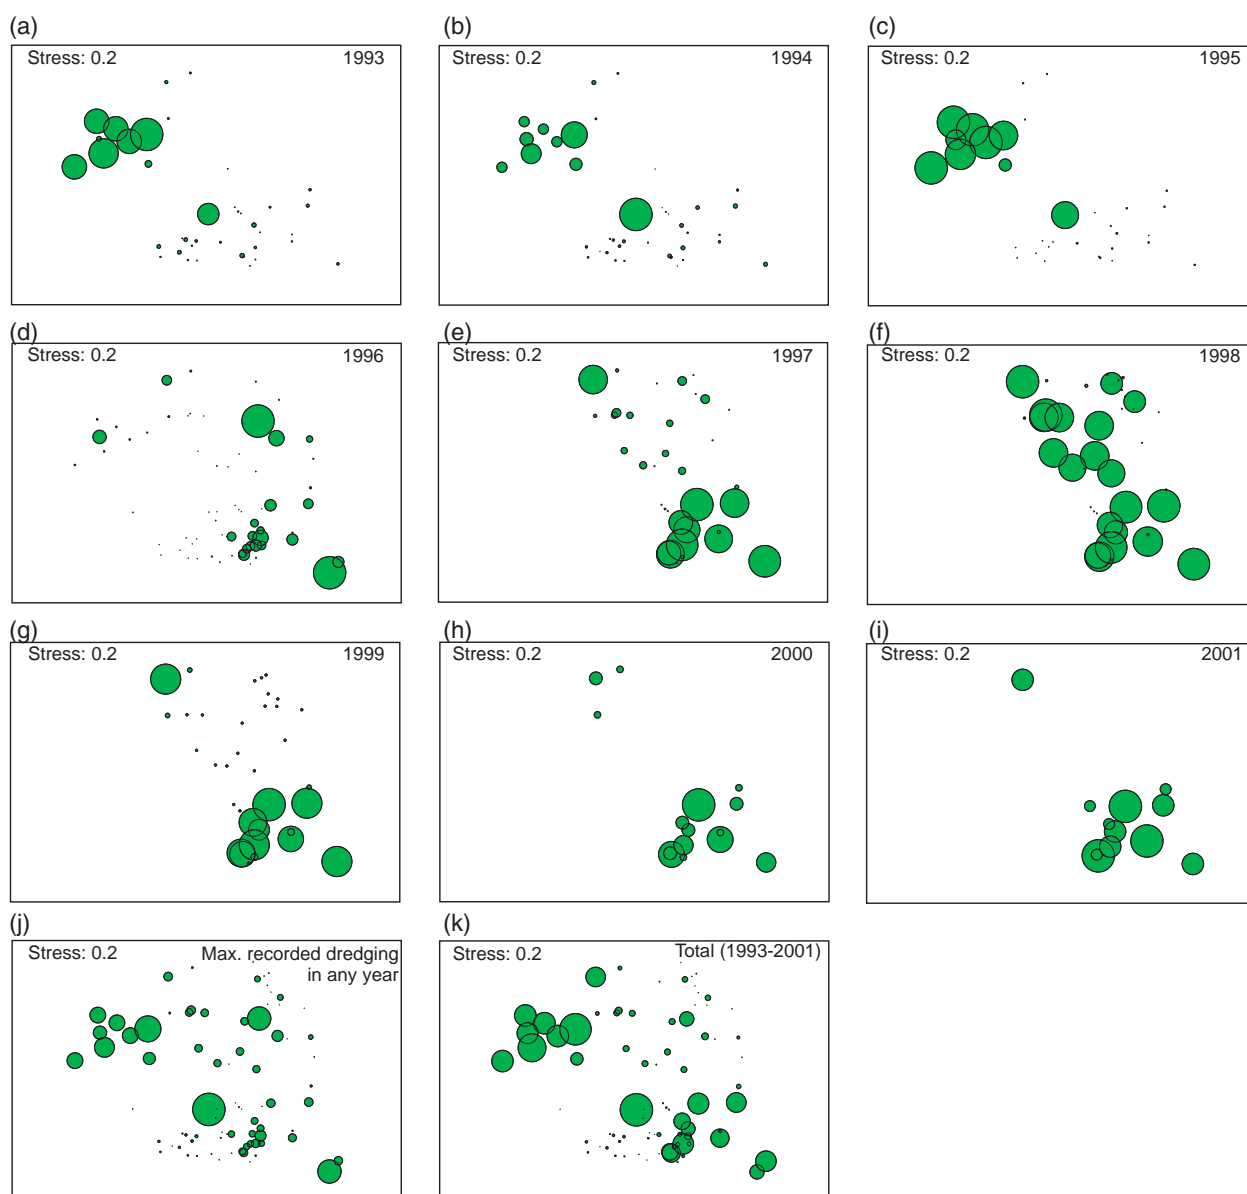 (a)
(b)
(c)
Stress: 0.2 1993
Stress: 0.2 1994
Stress: 0.2 1995
(d)
(e)
(f)
Stress: 0.2 1996
Stress: 0.2 1997
Stress: 0.2 1998
(g)
(h)
(i)
Stress: 0.2 1999
Stress: 0.2 2000
Stress: 0.2 2001
(j)
(k)
Stress: 0.2 Max. recorded dredging
in any year
Stress: 0.2 Total (1993-2001)